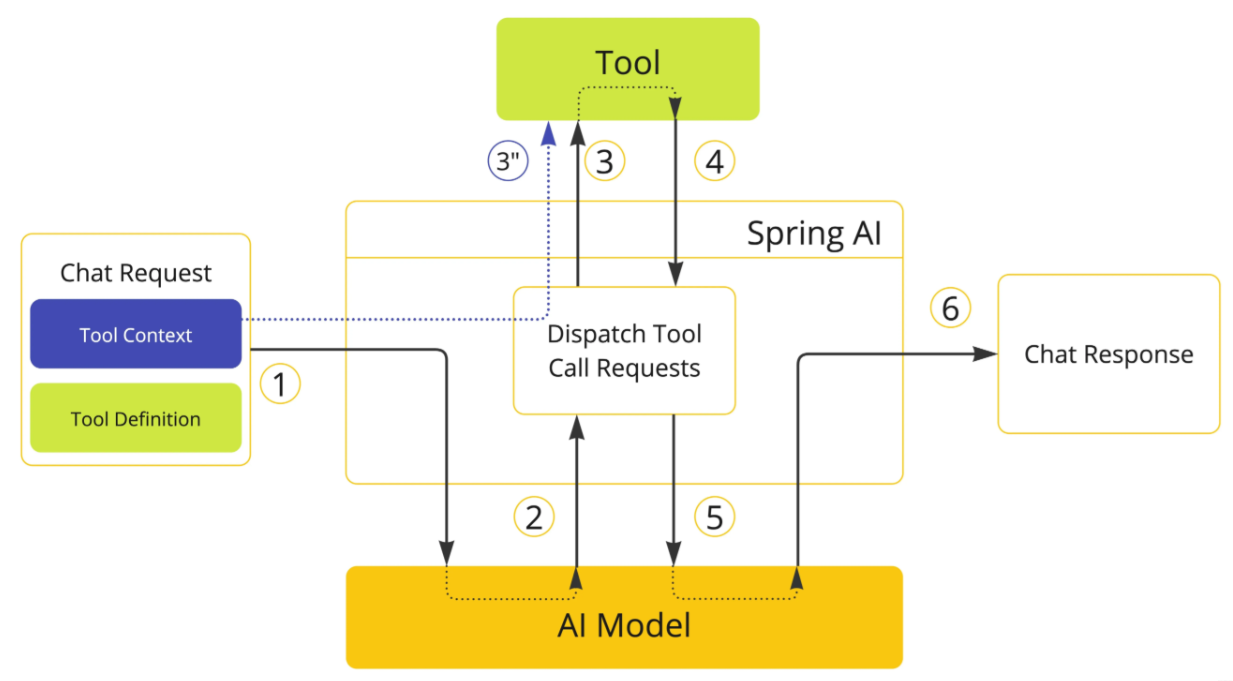 Tool
3"
3
4
Spring AI
Chat Request
Tool Context
Tool Definition
1
Dispatch Tool
Call Requests
6
Chat Response
2
5
AI Model